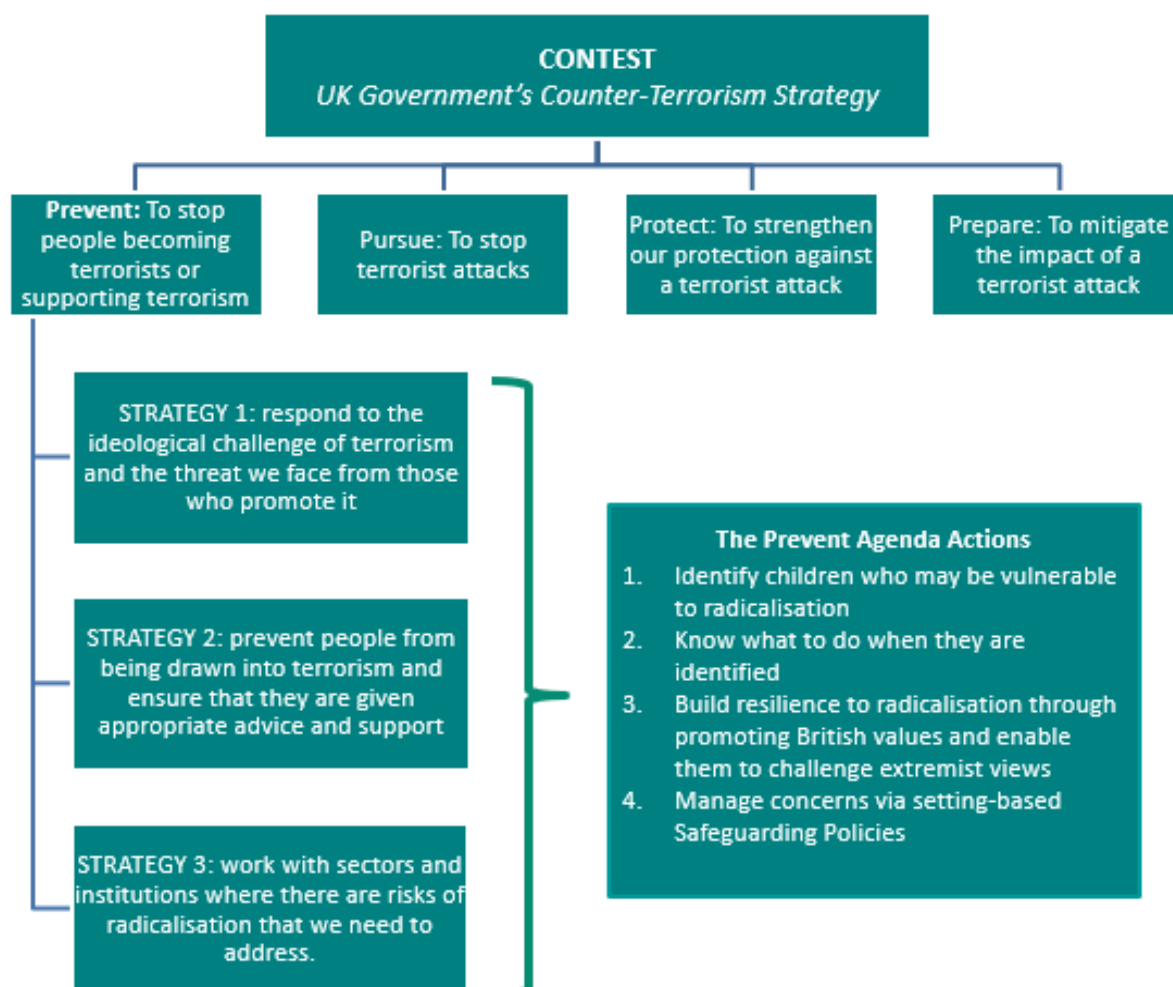 CONTEST
UK Government's Counter-Terrorism Strategy
Prevent: To stop
people becoming
terrorists or
supporting terrorism
Pursue: To stop
terrorist attacks
Protect: To strengthen
our protection against
a terrorist attack
Prepare: To mitigate
the impact of a
terrorist attack
STRATEGY 1: respond to the
ideological challenge of terrorism
and the threat we face from those
who promote it
STRATEGY 2: prevent people from
being drawn into terrorism and
ensure that they are given
appropriate advice and support
STRATEGY 3: work with sectors and
institutions where there are risks of
radicalisation that we need to
address.
The Prevent Agenda Actions
1. Identify children who may be vulnerable
to radicalisation
2. Know what to do when they are
identified
3. Build resilience to radicalisation through
promoting British values and enable
them to challenge extremist views
4. Manage concerns via setting-based
Safeguarding Policies